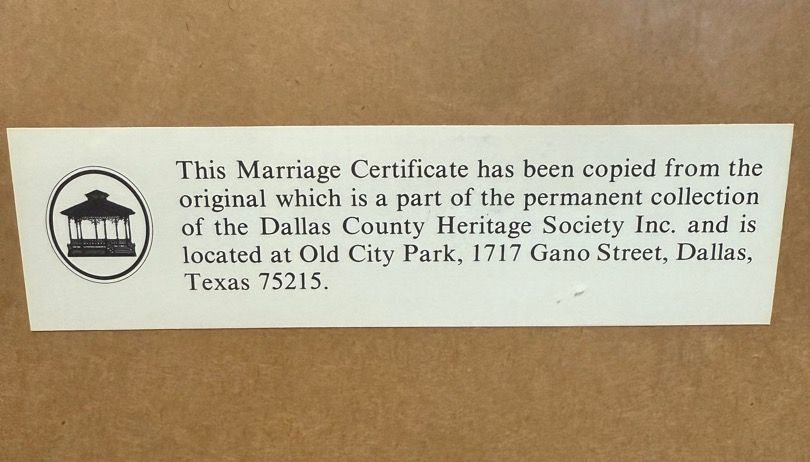 This Marriage Certificate has been copied from the
original which is a part of the permanent collection
of the Dallas County Heritage Society Inc. and is
located at Old City Park, 1717 Gano Street, Dallas,
Texas 75215.